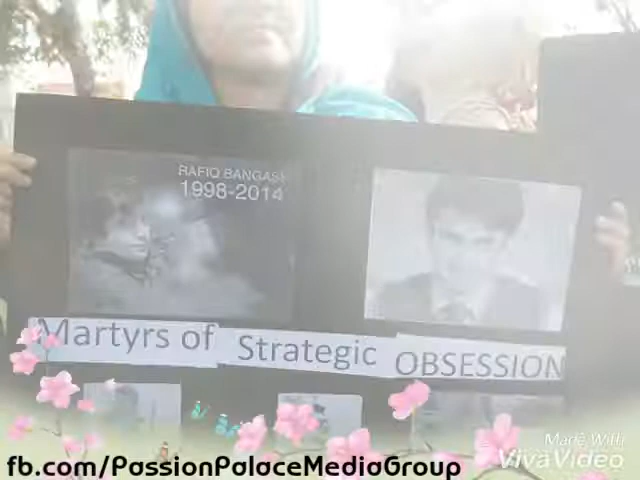 RAFIQ BANGASH
1998-2014
Martyrs of Strategic OBSESSION
Made With
VivaVideo
fb.com/PassionPalaceMediaGroup